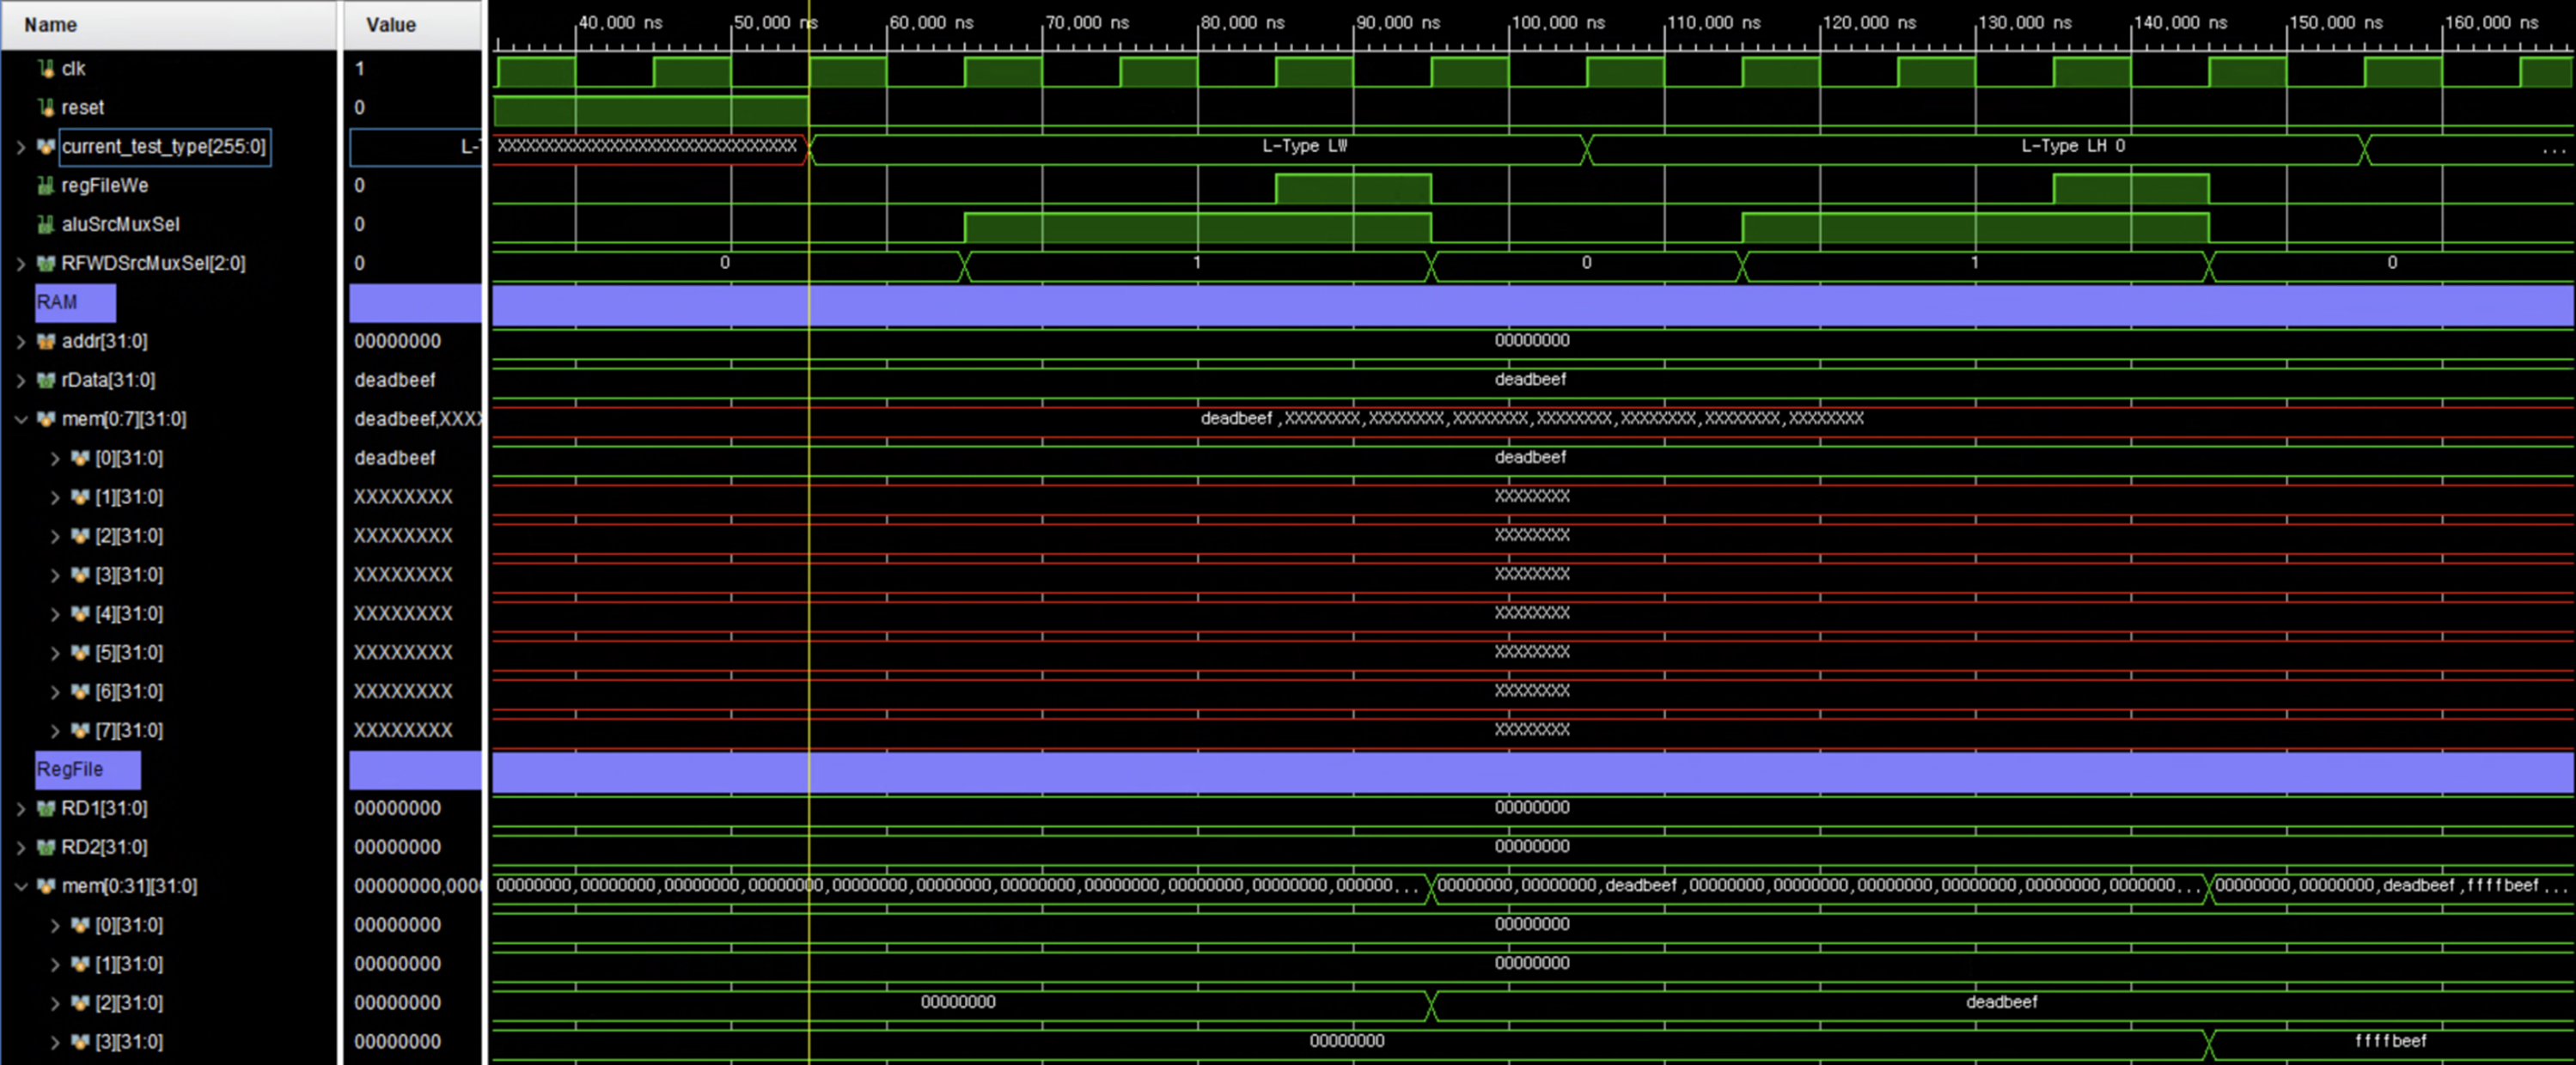 Name Value 40,000 ns 50,000 ns 60,000 ns 70,000 ns 80,000 ns 90,000 ns 100,000 ns 110,000 ns 120,000 ns 130,000 ns 140,000 ns 150,000 ns 160,000 ns
clk 1
reset 0
current_test_type[255:0] L-T XXXXXXXXXXXXXXXXXXXXXXXXXXXXXXXX L-Type LW L-Type LH 0 ...
regFileWe 0
aluSrcMuxSel 0
RFWDSrcMuxSel[2:0] 0 0 1 0 1 0
RAM
addr[31:0] 00000000 00000000
rData[31:0] deadbeef deadbeef
mem[0:7][31:0] deadbeef,XXXX deadbeef,XXXXXXXX,XXXXXXXX,XXXXXXXX,XXXXXXXX,XXXXXXXX,XXXXXXXX,XXXXXXXX
[0][31:0] deadbeef deadbeef
[1][31:0] XXXXXXXX XXXXXXXX
[2][31:0] XXXXXXXX XXXXXXXX
[3][31:0] XXXXXXXX XXXXXXXX
[4][31:0] XXXXXXXX XXXXXXXX
[5][31:0] XXXXXXXX XXXXXXXX
[6][31:0] XXXXXXXX XXXXXXXX
[7][31:0] XXXXXXXX XXXXXXXX
RegFile
RD1[31:0] 00000000 00000000
RD2[31:0] 00000000 00000000
mem[0:31][31:0] 00000000,0000 00000000,00000000,00000000,00000000,00000000,00000000,00000000,00000000,00000000,00000000,000000... 00000000,00000000,deadbeef,00000000,00000000,00000000,00000000,00000000,0000000... 00000000,00000000,deadbeef,ffffbeef...
[0][31:0] 00000000 00000000
[1][31:0] 00000000 00000000
[2][31:0] 00000000 00000000 deadbeef
[3][31:0] 00000000 00000000 ffffbeef